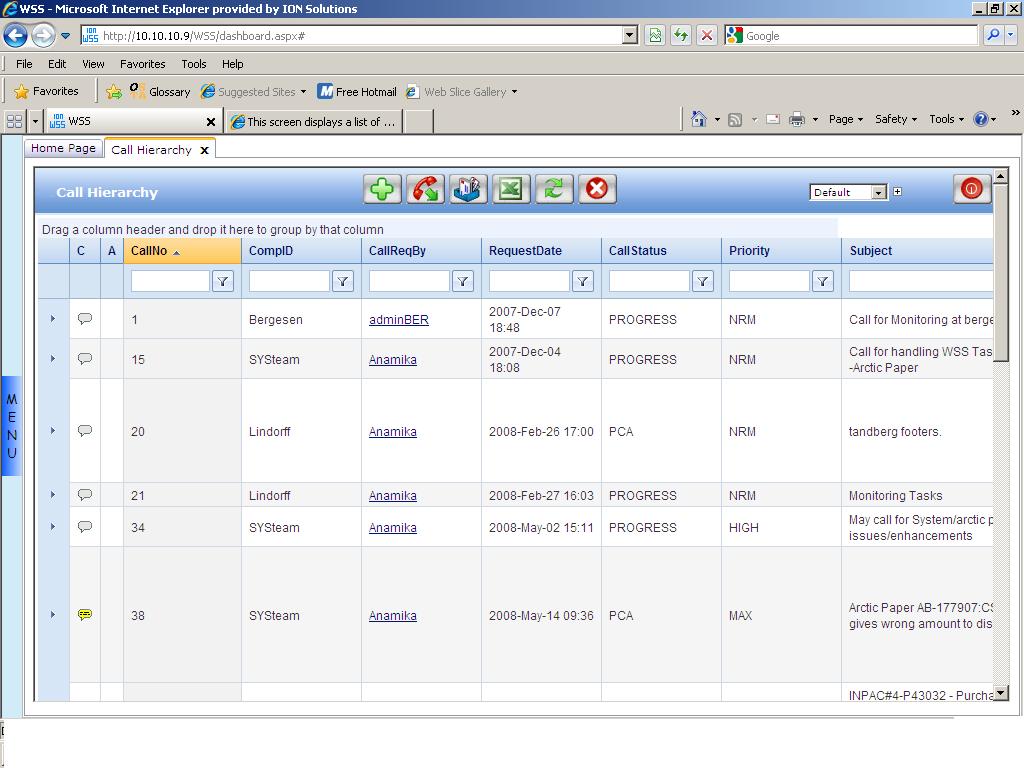 WSS - Microsoft Internet Explorer provided by ION Solutions
ION WSS http://10.10.10.9/WSS/dashboard.aspx# Google
File Edit View Favorites Tools Help
Favorites Glossary Suggested Sites Free Hotmail Web Slice Gallery
ION WSS WSS This screen displays a list of ... Page Safety Tools
Home Page Call Hierarchy x
Call Hierarchy Default
Drag a column header and drop it here to group by that column
C A CallNo CompID CallReqBy RequestDate CallStatus Priority Subject
1 Bergesen adminBER 2007-Dec-07 18:48 PROGRESS NRM Call for Monitoring at berge
15 SYSteam Anamika 2007-Dec-04 18:08 PROGRESS NRM Call for handling WSS Tas -Arctic Paper
20 Lindorff Anamika 2008-Feb-26 17:00 PCA NRM tandberg footers.
21 Lindorff Anamika 2008-Feb-27 16:03 PROGRESS NRM Monitoring Tasks
34 SYSteam Anamika 2008-May-02 15:11 PROGRESS HIGH May call for System/arctic p issues/enhancements
38 SYSteam Anamika 2008-May-14 09:36 PCA MAX Arctic Paper AB-177907:CS gives wrong amount to dis
INPAC#4-P43032 - Purcha
M
E
N
U